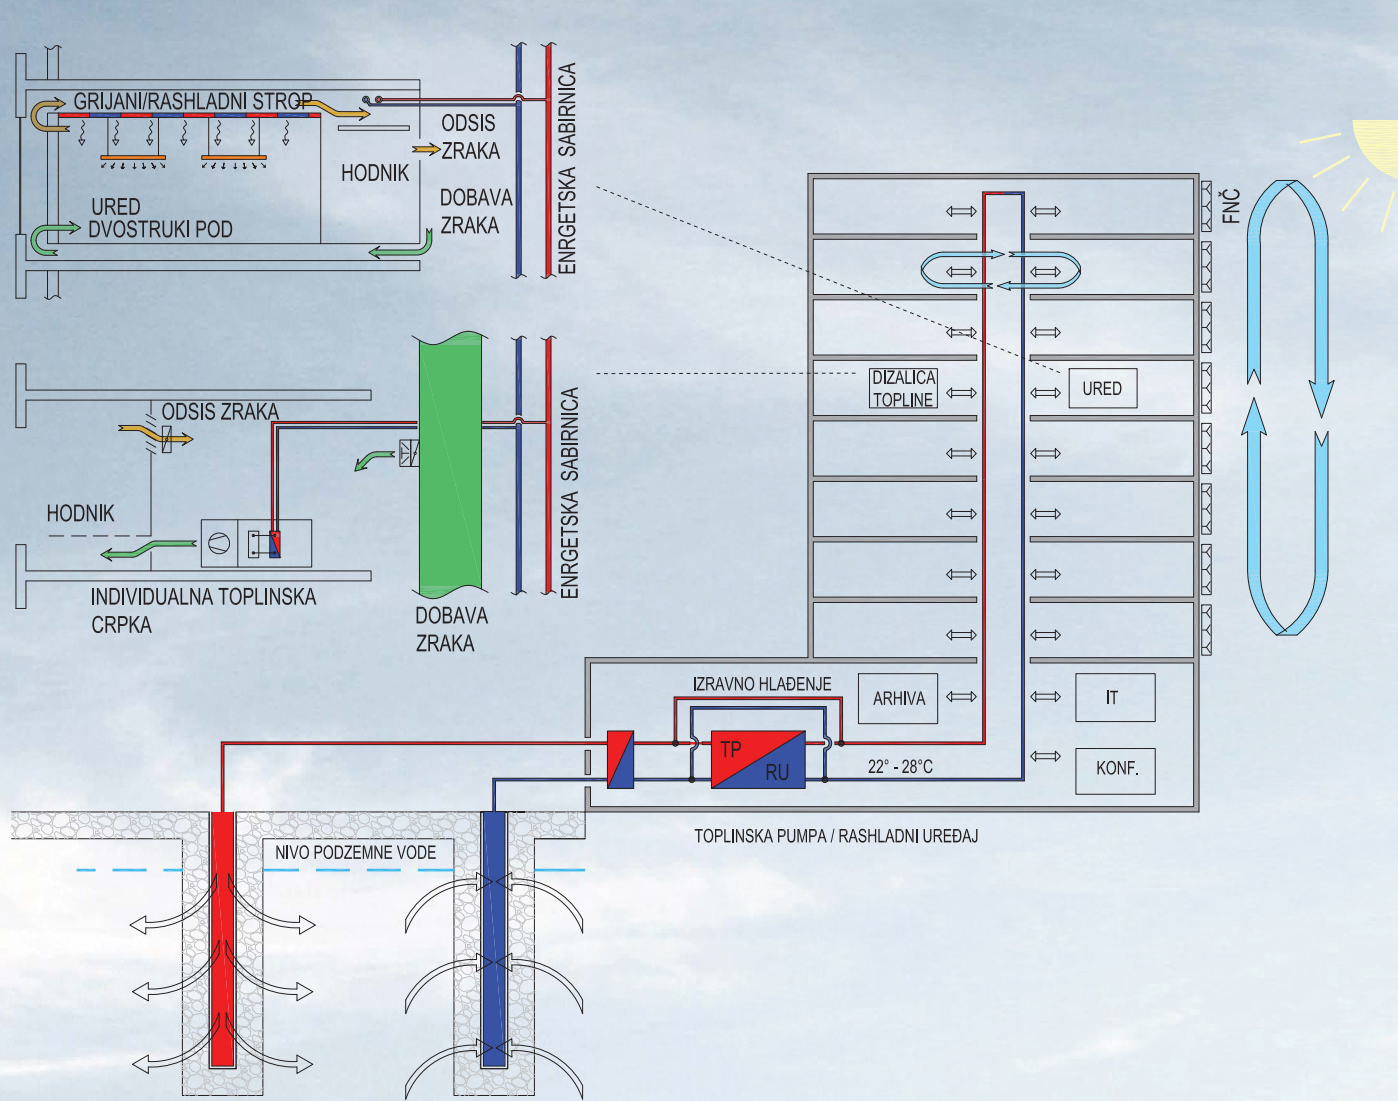 GRIJANI/RASHLADNI STROP
ODSIS
ZRAKA
HODNIK
DOBAVA
ZRAKA
URED
DVOSTRUKI POD
ENRGETSKA SABIRNICA
FNČ
DIZALICA
TOPLINE
URED
ODSIS ZRAKA
HODNIK
INDIVIDUALNA TOPLINSKA
CRPKA
DOBAVA
ZRAKA
ENRGETSKA SABIRNICA
IZRAVNO HLAĐENJE
ARHIVA
IT
TP
RU
22° - 28°C
KONF.
TOPLINSKA PUMPA / RASHLADNI UREĐAJ
NIVO PODZEMNE VODE